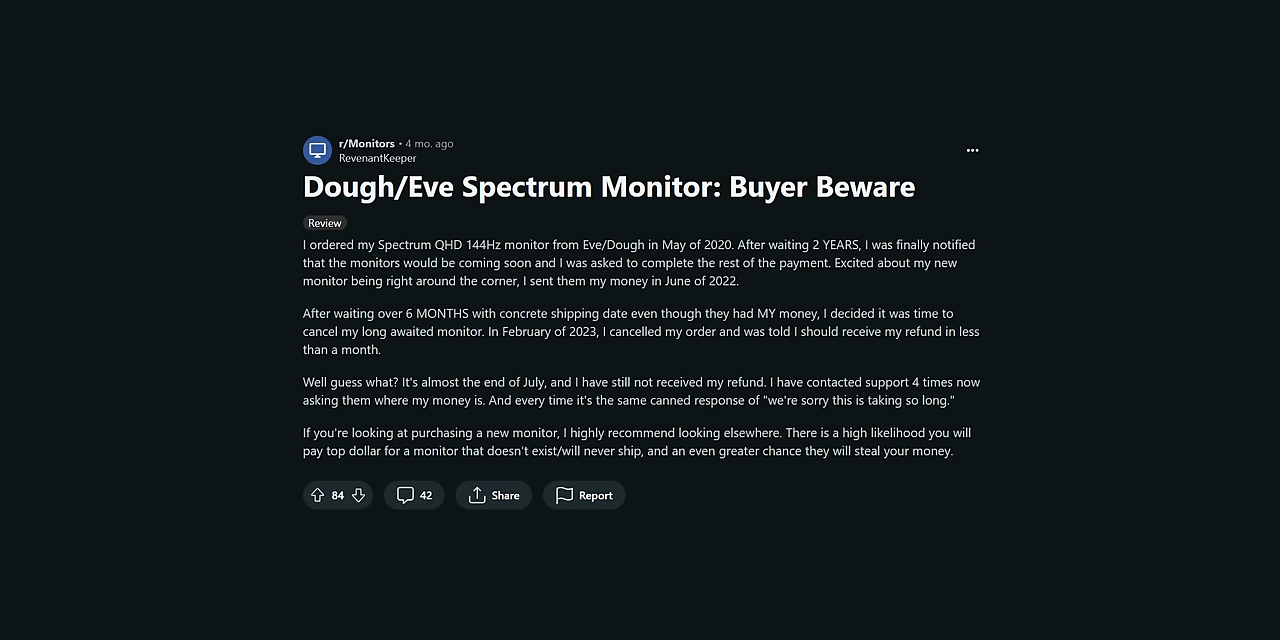 r/Monitors • 4 mo. ago
RevenantKeeper
Dough/Eve Spectrum Monitor: Buyer Beware
Review
I ordered my Spectrum QHD 144Hz monitor from Eve/Dough in May of 2020. After waiting 2 YEARS, I was finally notified
that the monitors would be coming soon and I was asked to complete the rest of the payment. Excited about my new
monitor being right around the corner, I sent them my money in June of 2022.
After waiting over 6 MONTHS with concrete shipping date even though they had MY money, I decided it was time to
cancel my long awaited monitor. In February of 2023, I cancelled my order and was told I should receive my refund in less
than a month.
Well guess what? It's almost the end of July, and I have still not received my refund. I have contacted support 4 times now
asking them where my money is. And every time it's the same canned response of "we're sorry this is taking so long."
If you're looking at purchasing a new monitor, I highly recommend looking elsewhere. There is a high likelihood you will
pay top dollar for a monitor that doesn't exist/will never ship, and an even greater chance they will steal your money.
84 42 Share Report